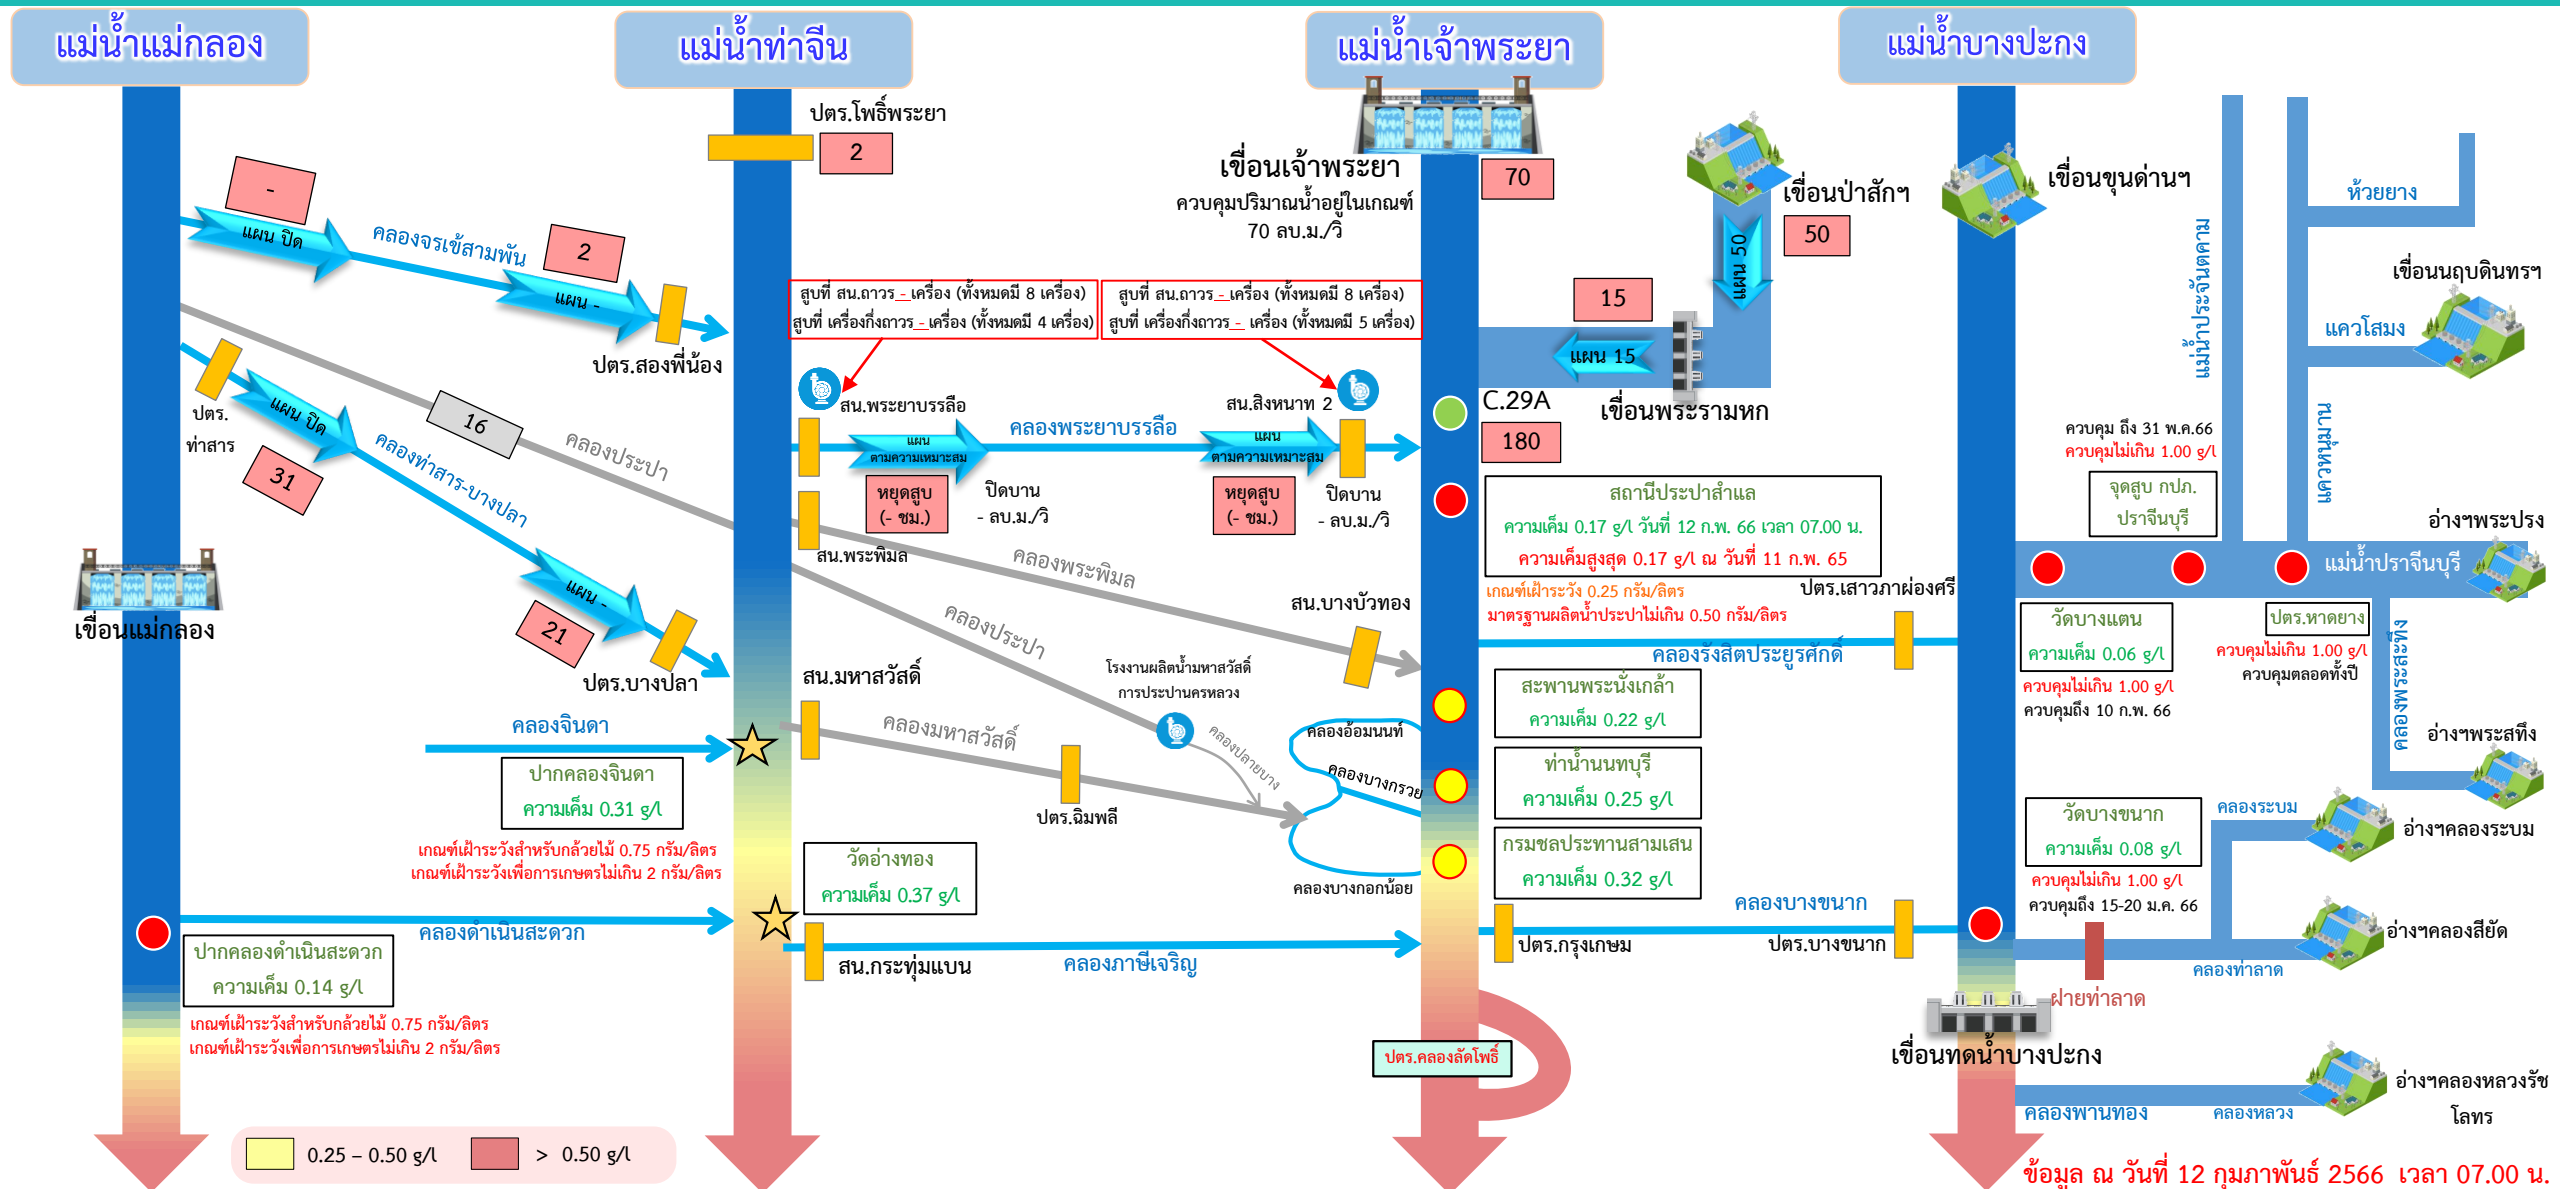 แม่น้ำแม่กลอง
แม่น้ำท่าจีน
แม่น้ำเจ้าพระยา
แม่น้ำบางปะกง
ปตร.โพธิ์พระยา
2
-
แผน ปิด
คลองจรเข้สามพัน
2
แผน -
ปตร.สองพี่น้อง
ปตร.
ท่าสาร
แผน ปิด
31
คลองท่าสาร-บางปลา
16
คลองประปา
แผน -
21
ปตร.บางปลา
เขื่อนแม่กลอง
คลองจินดา
ปากคลองจินดา
ความเค็ม 0.31 g/l
เกณฑ์เฝ้าระวังสำหรับกล้วยไม้ 0.75 กรัม/ลิตร
เกณฑ์เฝ้าระวังเพื่อการเกษตรไม่เกิน 2 กรัม/ลิตร
คลองดำเนินสะดวก
ปากคลองดำเนินสะดวก
ความเค็ม 0.14 g/l
เกณฑ์เฝ้าระวังสำหรับกล้วยไม้ 0.75 กรัม/ลิตร
เกณฑ์เฝ้าระวังเพื่อการเกษตรไม่เกิน 2 กรัม/ลิตร
0.25 – 0.50 g/l
> 0.50 g/l
เขื่อนเจ้าพระยา
ควบคุมปริมาณน้ำอยู่ในเกณฑ์
70 ลบ.ม./วิ
70
สูบที่ สน.ถาวร - เครื่อง (ทั้งหมดมี 8 เครื่อง)
สูบที่ เครื่องกึ่งถาวร - เครื่อง (ทั้งหมดมี 4 เครื่อง)
สูบที่ สน.ถาวร - เครื่อง (ทั้งหมดมี 8 เครื่อง)
สูบที่ เครื่องกึ่งถาวร - เครื่อง (ทั้งหมดมี 5 เครื่อง)
สน.พระยาบรรลือ
แผน
ตามความเหมาะสม
คลองพระยาบรรลือ
สน.สิงหนาท 2
แผน
ตามความเหมาะสม
หยุดสูบ
(- ชม.)
ปิดบาน
- ลบ.ม./วิ
หยุดสูบ
(- ชม.)
ปิดบาน
- ลบ.ม./วิ
สน.พระพิมล
คลองพระพิมล
สน.บางบัวทอง
คลองประปา
โรงงานผลิตน้ำมหาสวัสดิ์
การประปานครหลวง
สน.มหาสวัสดิ์
คลองมหาสวัสดิ์
คลองปลายบาง
ปตร.ฉิมพลี
คลองอ้อมนนท์
คลองบางกรวย
คลองบางกอกน้อย
วัดอ่างทอง
ความเค็ม 0.37 g/l
สน.กระทุ่มแบน
คลองภาษีเจริญ
เขื่อนป่าสักฯ
50
แผน 50
15
แผน 15
เขื่อนพระรามหก
C.29A
180
สถานีประปาสำแล
ความเค็ม 0.17 g/l วันที่ 12 ก.พ. 66 เวลา 07.00 น.
ความเค็มสูงสุด 0.17 g/l ณ วันที่ 11 ก.พ. 65
เกณฑ์เฝ้าระวัง 0.25 กรัม/ลิตร
มาตรฐานผลิตน้ำประปาไม่เกิน 0.50 กรัม/ลิตร
ปตร.เสาวภาผ่องศรี
คลองรังสิตประยูรศักดิ์
สะพานพระนั่งเกล้า
ความเค็ม 0.22 g/l
ท่าน้ำนนทบุรี
ความเค็ม 0.25 g/l
กรมชลประทานสามเสน
ความเค็ม 0.32 g/l
คลองบางขนาก
ปตร.กรุงเกษม
ปตร.บางขนาก
ปตร.คลองลัดโพธิ์
เขื่อนขุนด่านฯ
แม่น้ำประจันตคาม
ห้วยยาง
เขื่อนนฤบดินทรฯ
แควโสมง
แควหนุมาน
ควบคุม ถึง 31 พ.ค.66
ควบคุมไม่เกิน 1.00 g/l
จุดสูบ กปภ.
ปราจีนบุรี
อ่างฯพระปรง
แม่น้ำปราจีนบุรี
วัดบางแตน
ความเค็ม 0.06 g/l
ควบคุมไม่เกิน 1.00 g/l
ควบคุมถึง 10 ก.พ. 66
ปตร.หาดยาง
ควบคุมไม่เกิน 1.00 g/l
ควบคุมตลอดทั้งปี
คลองพระสะทึง
อ่างฯพระสทึง
วัดบางขนาก
ความเค็ม 0.08 g/l
ควบคุมไม่เกิน 1.00 g/l
ควบคุมถึง 15-20 ม.ค. 66
คลองระบม
อ่างฯคลองระบม
อ่างฯคลองสียัด
คลองท่าลาด
ฝายท่าลาด
เขื่อนทดน้ำบางปะกง
คลองพานทอง
คลองหลวง
อ่างฯคลองหลวงรัช
โลทร
ข้อมูล ณ วันที่ 12 กุมภาพันธ์ 2566 เวลา 07.00 น.